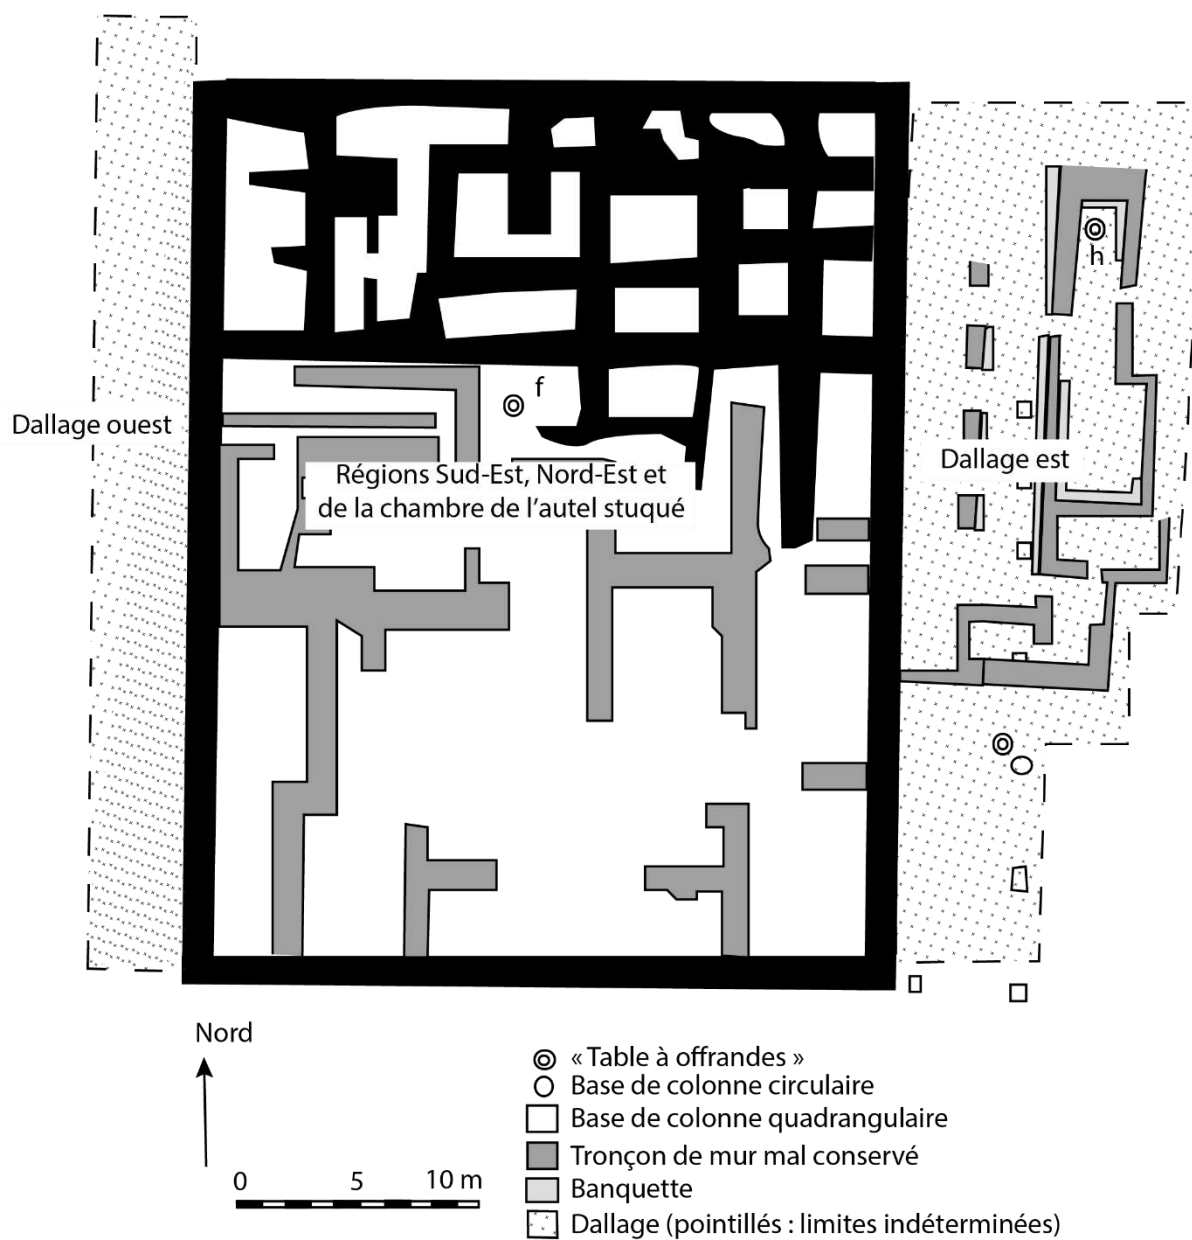 h
f
Dallage ouest
Dallage est
Régions Sud-Est, Nord-Est et
de la chambre de l’autel stuqué
Nord
0 5 10 m
« Table à offrandes »
Base de colonne circulaire
Base de colonne quadrangulaire
Tronçon de mur mal conservé
Banquette
Dallage (pointillés : limites indéterminées)